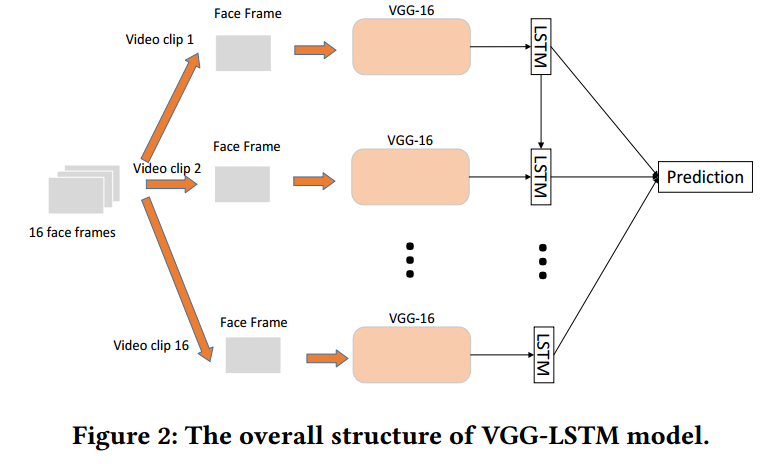 Face Frame
VGG-16
Video clip 1
LSTM
Face Frame
VGG-16
Video clip 2
LSTM
Prediction
16 face frames
Face Frame
VGG-16
Video clip 16
LSTM
Figure 2: The overall structure of VGG-LSTM model.